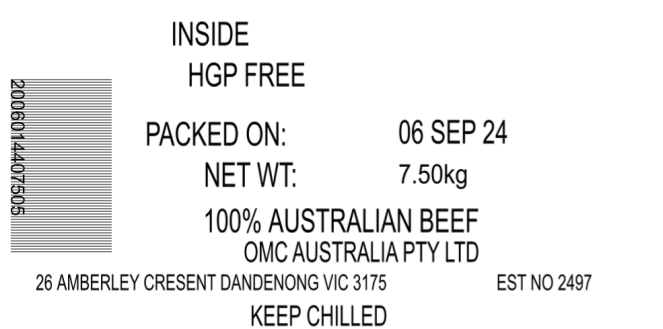 INSIDE
HGP FREE
2006014407505
PACKED ON: 06 SEP 24
NET WT: 7.50kg
100% AUSTRALIAN BEEF
OMC AUSTRALIA PTY LTD
26 AMBERLEY CRESENT DANDENONG VIC 3175 EST NO 2497
KEEP CHILLED